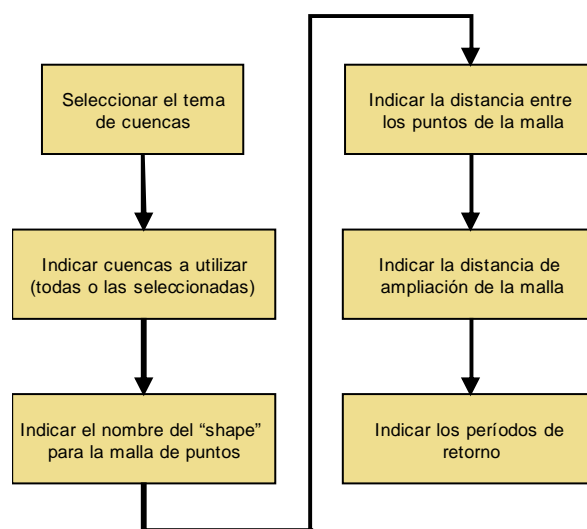 Seleccionar el tema
de cuencas
Indicar cuencas a utilizar
(todas o las seleccionadas)
Indicar el nombre del “shape”
para la malla de puntos
Indicar la distancia entre
los puntos de la malla
Indicar la distancia de
ampliación de la malla
Indicar los períodos de
retorno